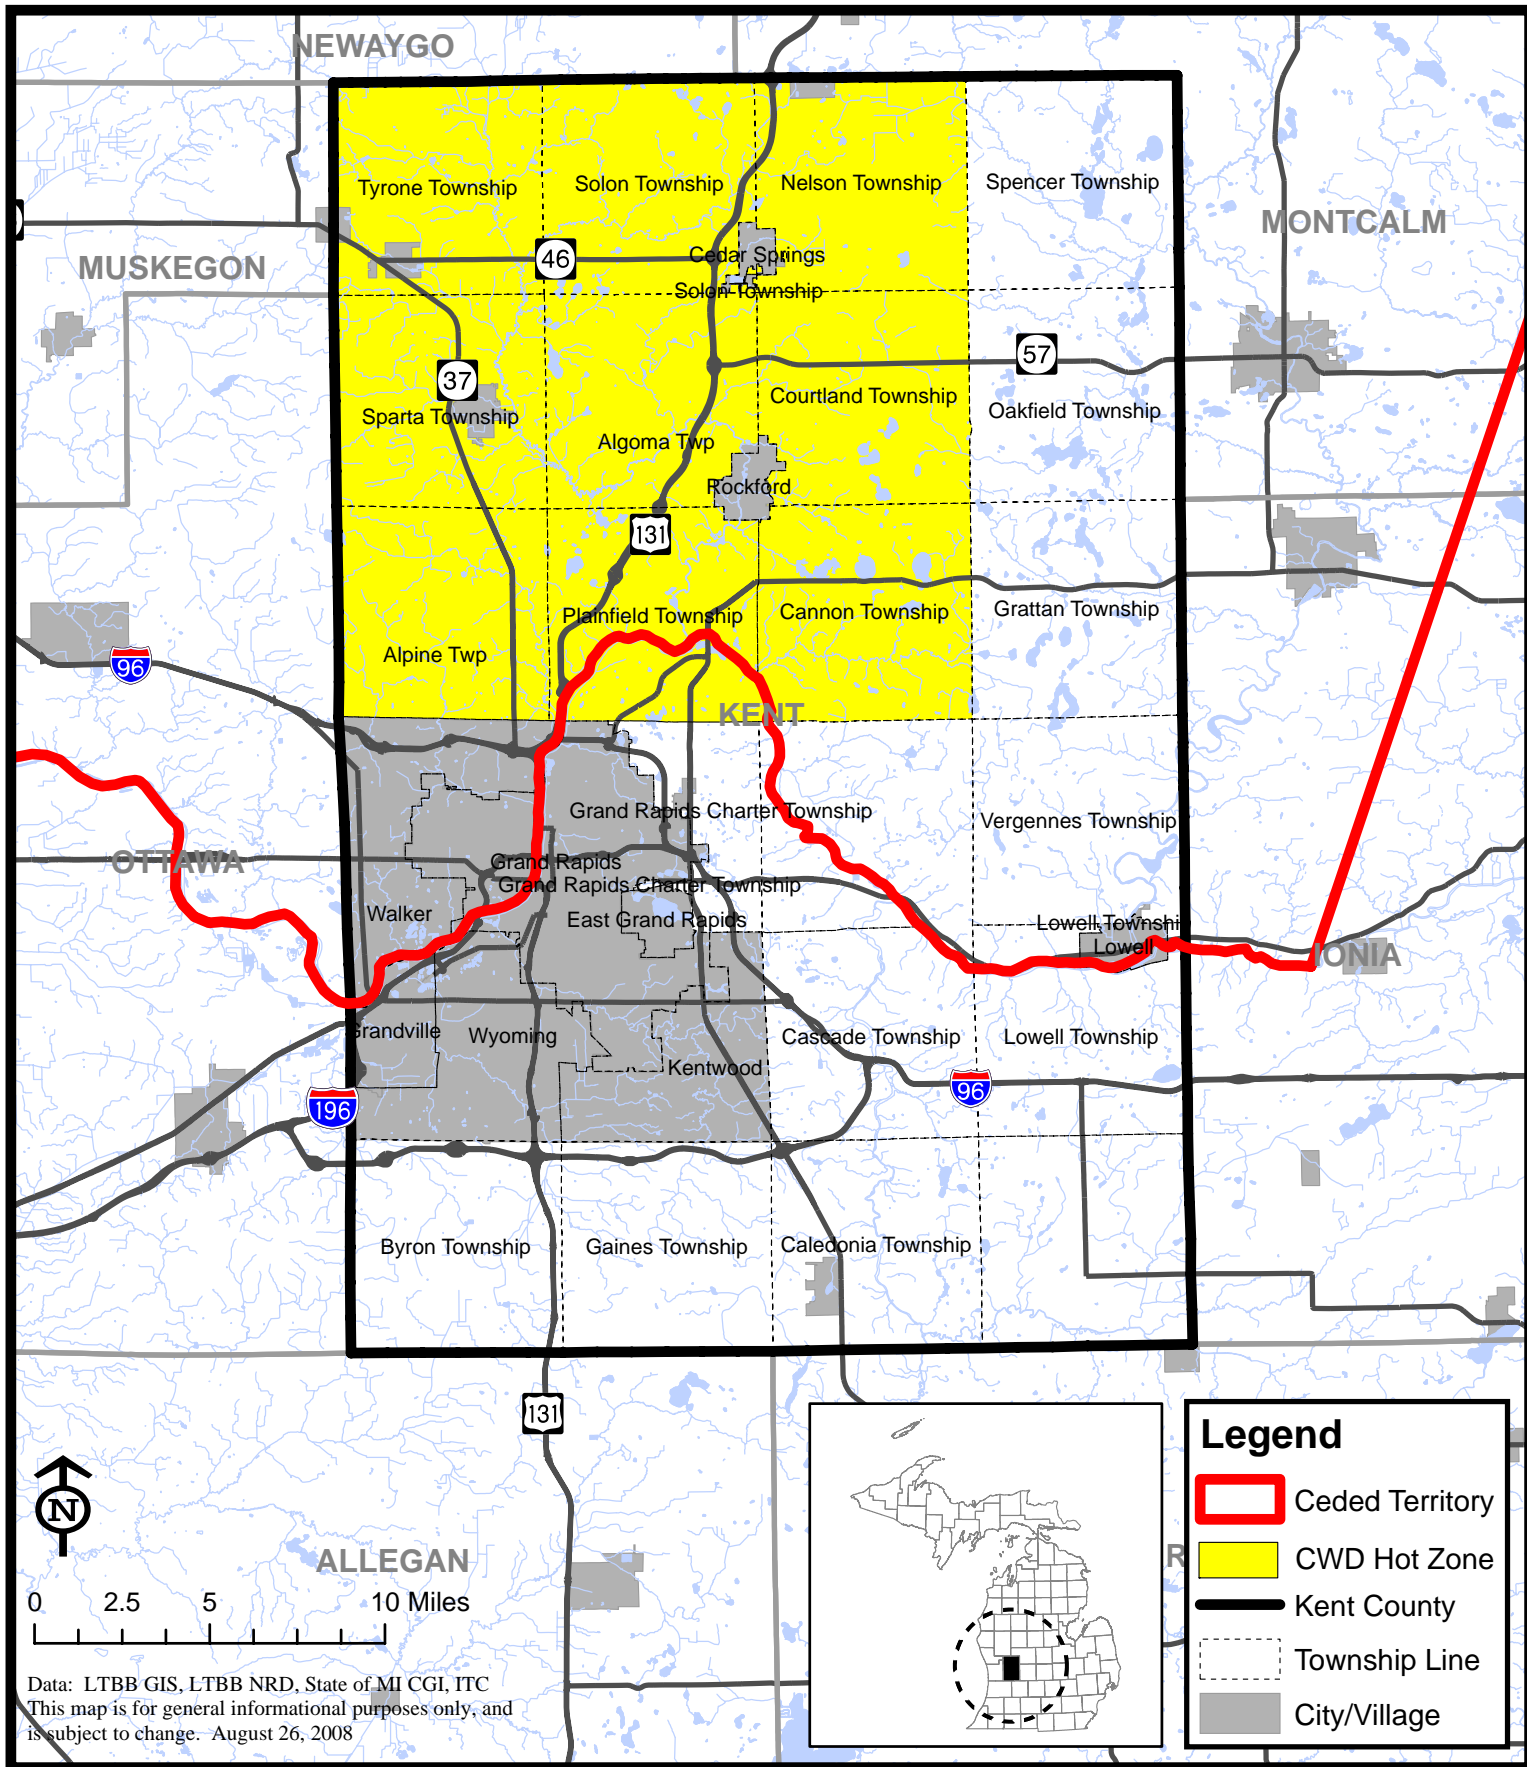 NEWAYGO
Tyrone Township
Solon Township
Nelson Township
Spencer Township
MONTCALM
MUSKEGON
46
Cedar Springs
Solon Township
57
37
Courtland Township
Oakfield Township
Sparta Township
Algoma Twp
Rockford
131
Plainfield Township
Cannon Township
Grattan Township
Alpine Twp
96
KENT
Grand Rapids Charter Township
Vergennes Township
OTTAWA
Grand Rapids
Grand Rapids Charter Township
Walker
East Grand Rapids
Lowell Townshi
Lowell
IONIA
Grandville
Wyoming
Cascade Township
Lowell Township
Kentwood
96
196
Byron Township
Gaines Township
Caledonia Township
131
Legend
Ceded Territory
CWD Hot Zone
Kent County
Township Line
City/Village
N
ALLEGAN
R
0 2.5 5 10 Miles
Data: LTBB GIS, LTBB NRD, State of MI CGI, ITC
This map is for general informational purposes only, and
is subject to change. August 26, 2008